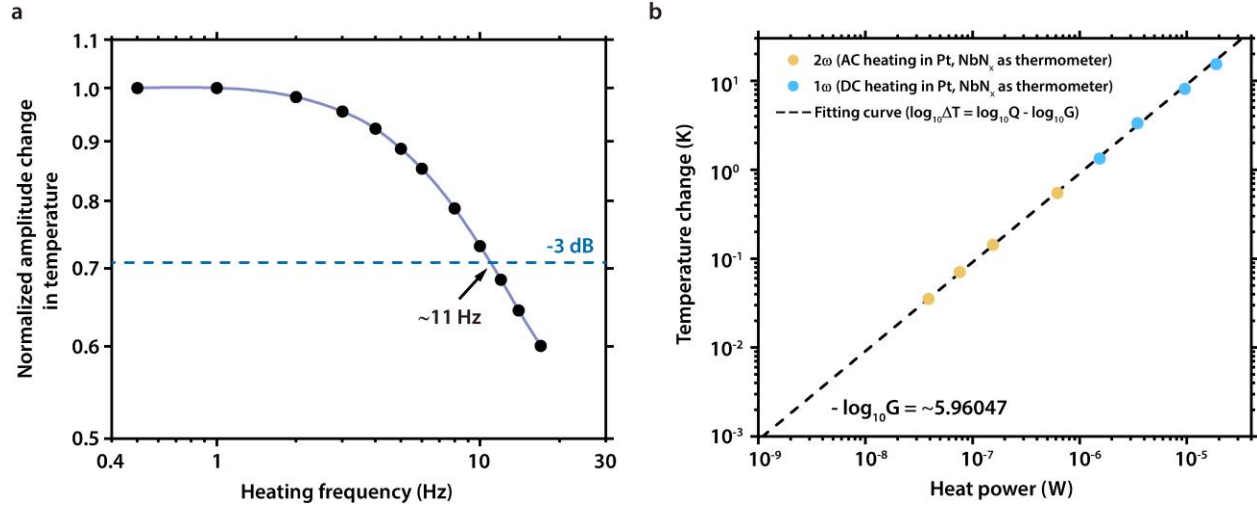 a
Normalized amplitude change
in temperature
1.1
1.0
0.9
0.8
0.7
0.6
0.5
-3 dB
~11 Hz
0.4
1
10
30
Heating frequency (Hz)
b
Temperature change (K)
10¹
10⁰
10⁻¹
10⁻²
10⁻³
2ω (AC heating in Pt, NbNₓ as thermometer)
1ω (DC heating in Pt, NbNₓ as thermometer)
Fitting curve (log₁₀ΔT = log₁₀Q - log₁₀G)
- log₁₀G = ~5.96047
10⁻⁹
10⁻⁸
10⁻⁷
10⁻⁶
10⁻⁵
Heat power (W)